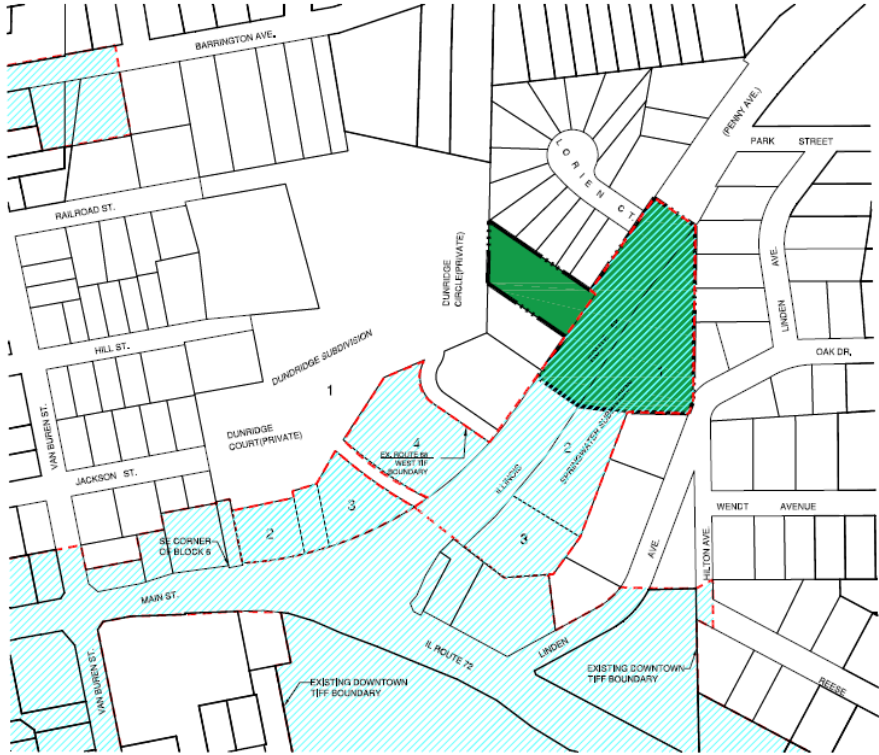 BARRINGTON AVE.
(PENNY AVE.)
PARK STREET
LORIEN CT.
RAILROAD ST.
DUNRIDGE
CIRCLE(PRIVATE)
LINDEN
AVE.
HILL ST.
DUNDRIDGE SUBDIVISION
OAK DR.
1
1
VAN BUREN ST.
DUNRIDGE
COURT(PRIVATE)
4
EX. ROUTE 68
WEST TIF
BOUNDARY
2
ILLINOIS
JACKSON ST.
3
2
3
WENDT AVENUE
SE CORNER
OF BLOCK 6
AVE.
HILTON AVE.
MAIN ST.
LINDEN
IL ROUTE 72
VAN BUREN ST.
EXISTING DOWNTOWN
TIFF BOUNDARY
EXISTING DOWNTOWN
TIFF BOUNDARY
REESE